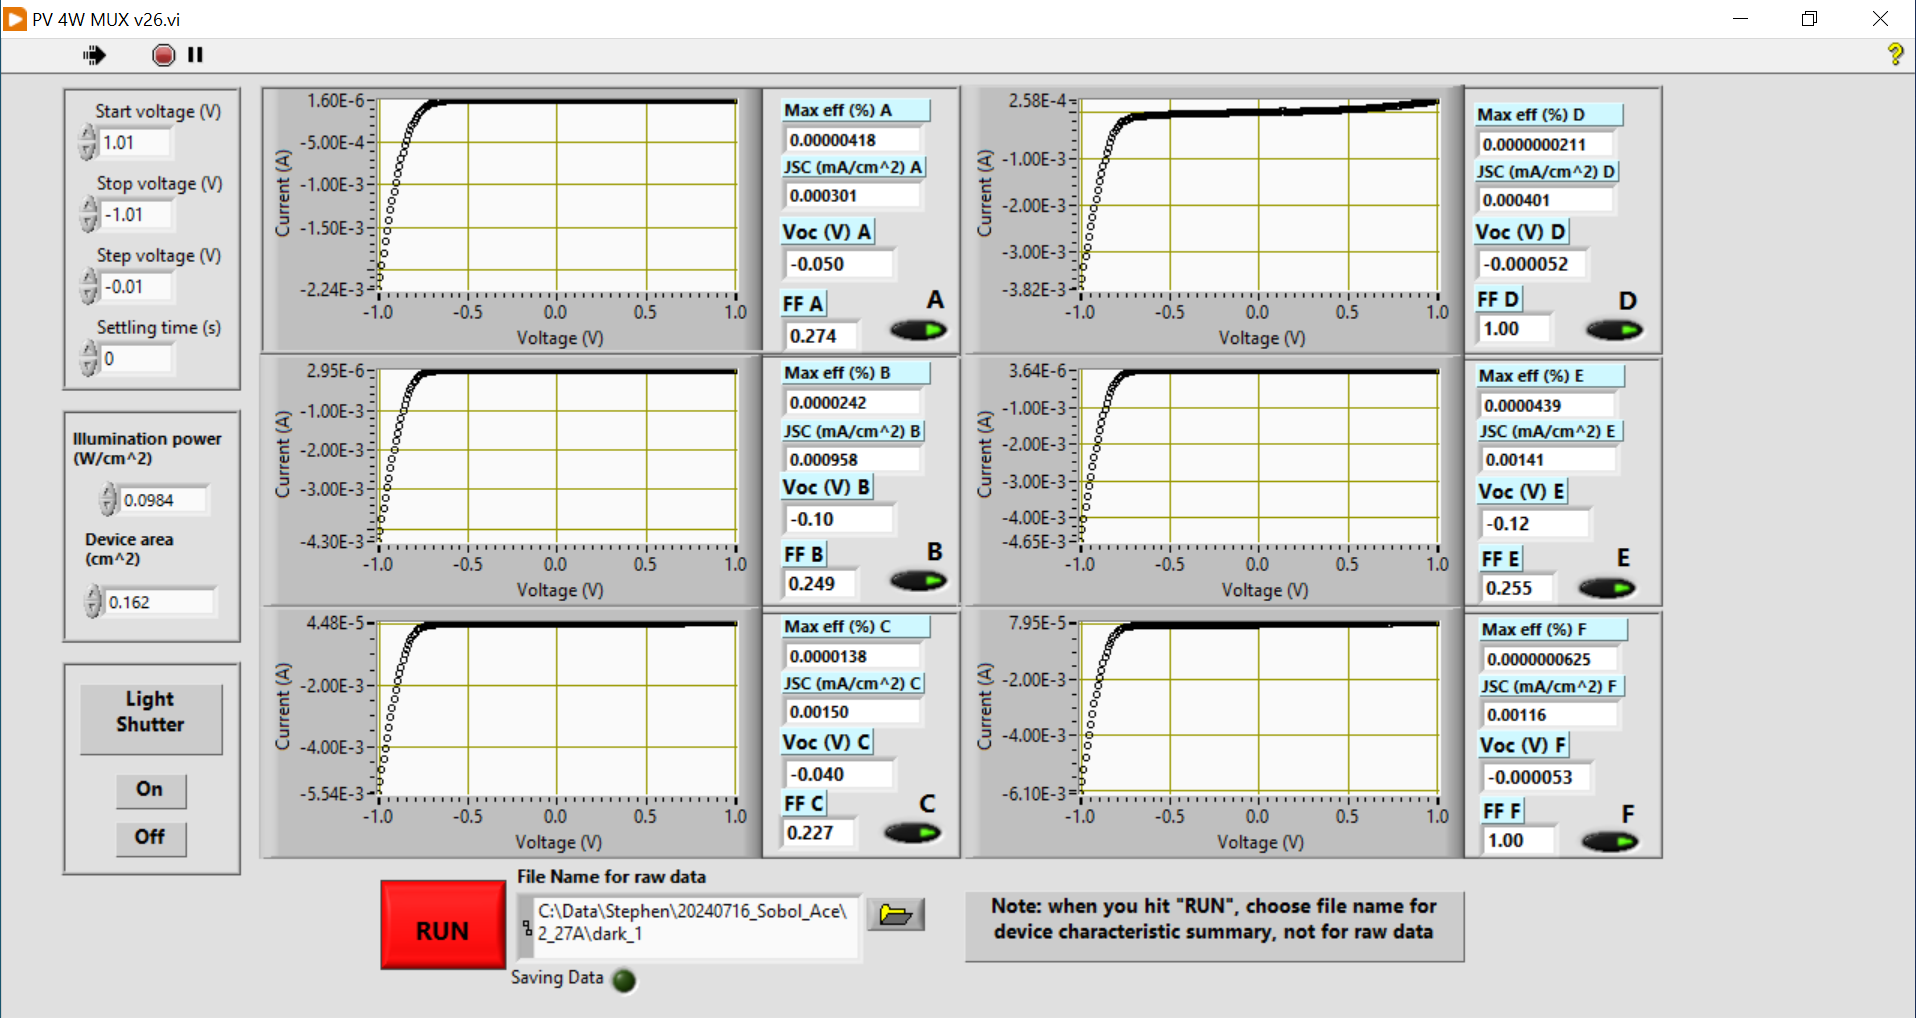 PV 4W MUX v26.vi
Start voltage (V)
1.01
Stop voltage (V)
-1.01
Step voltage (V)
-0.01
Settling time (s)
0
Illumination power
(W/cm^2)
0.0984
Device area
(cm^2)
0.162
Light
Shutter
On
Off
Current (A)
1.60E-6
-5.00E-4
-1.00E-3
-1.50E-3
-2.24E-3
-1.0 -0.5 0.0 0.5 1.0
Voltage (V)
Max eff (%) A
0.00000418
JSC (mA/cm^2) A
0.000301
Voc (V) A
-0.050
FF A
0.274
A
Current (A)
2.58E-4
-1.00E-3
-2.00E-3
-3.00E-3
-3.82E-3
-1.0 -0.5 0.0 0.5 1.0
Voltage (V)
Max eff (%) D
0.0000000211
JSC (mA/cm^2) D
0.000401
Voc (V) D
-0.000052
FF D
1.00
D
Current (A)
2.95E-6
-1.00E-3
-2.00E-3
-3.00E-3
-4.30E-3
-1.0 -0.5 0.0 0.5 1.0
Voltage (V)
Max eff (%) B
0.0000242
JSC (mA/cm^2) B
0.000958
Voc (V) B
-0.10
FF B
0.249
B
Current (A)
3.64E-6
-1.00E-3
-2.00E-3
-3.00E-3
-4.00E-3
-4.65E-3
-1.0 -0.5 0.0 0.5 1.0
Voltage (V)
Max eff (%) E
0.0000439
JSC (mA/cm^2) E
0.00141
Voc (V) E
-0.12
FF E
0.255
E
Current (A)
4.48E-5
-2.00E-3
-4.00E-3
-5.54E-3
-1.0 -0.5 0.0 0.5 1.0
Voltage (V)
Max eff (%) C
0.0000138
JSC (mA/cm^2) C
0.00150
Voc (V) C
-0.040
FF C
0.227
C
Current (A)
7.95E-5
-2.00E-3
-4.00E-3
-6.10E-3
-1.0 -0.5 0.0 0.5 1.0
Voltage (V)
Max eff (%) F
0.0000000625
JSC (mA/cm^2) F
0.00116
Voc (V) F
-0.000053
FF F
1.00
F
RUN
File Name for raw data
C:\Data\Stephen\20240716_Sobol_Ace\
2_27A\dark_1
Saving Data
Note: when you hit "RUN", choose file name for
device characteristic summary, not for raw data